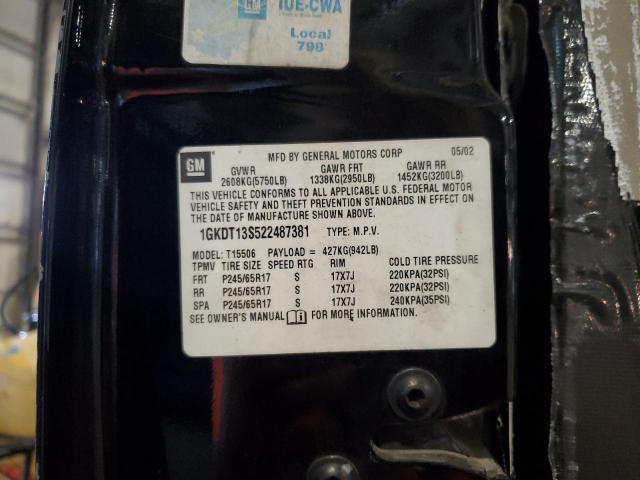 GM IUE-CWA
Local
798
GM MFD BY GENERAL MOTORS CORP 05/02
GVWR GAWR FRT GAWR RR
2608KG(5750LB) 1338KG(2950LB) 1452KG(3200LB)
THIS VEHICLE CONFORMS TO ALL APPLICABLE U.S. FEDERAL MOTOR
VEHICLE SAFETY AND THEFT PREVENTION STANDARDS IN EFFECT ON
THE DATE OF MANUFACTURE SHOWN ABOVE.
1GKDT13S522487381 TYPE: M.P.V.
MODEL: T15506 PAYLOAD = 427KG(942LB)
TPMV TIRE SIZE SPEED RTG RIM COLD TIRE PRESSURE
FRT P245/65R17 S 17X7J 220KPA(32PSI)
RR P245/65R17 S 17X7J 220KPA(32PSI)
SPA P245/65R17 S 17X7J 240KPA(35PSI)
SEE OWNER'S MANUAL FOR MORE INFORMATION.